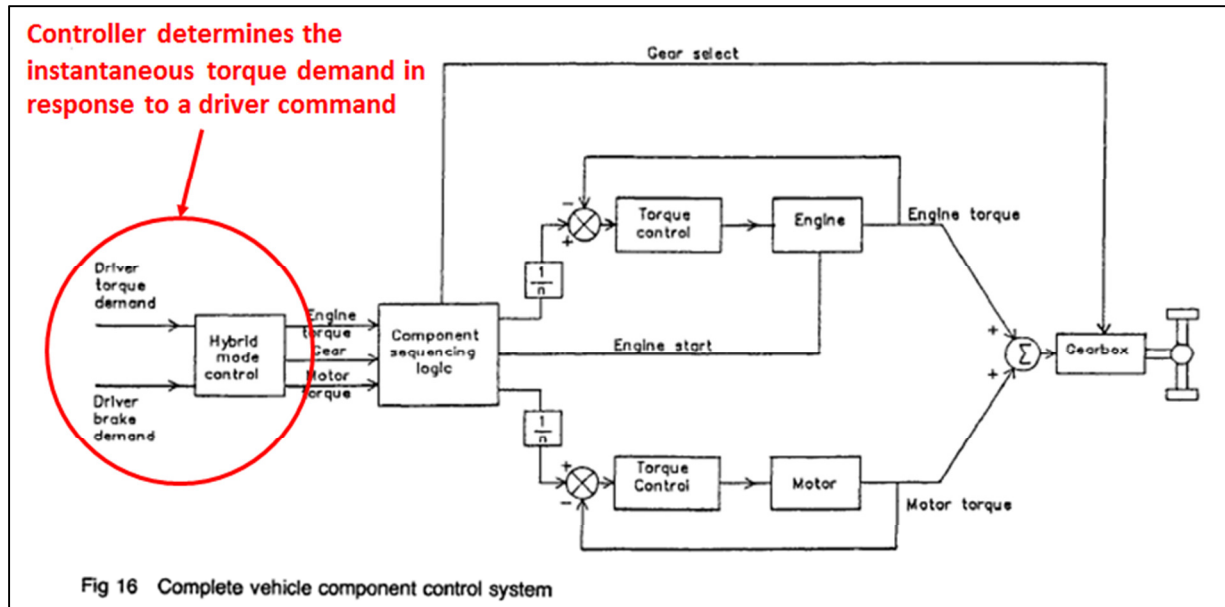 Controller determines the
instantaneous torque demand in
response to a driver command
Gear select
Driver
torque
demand
Driver
brake
demand
Hybrid
mode
control
Engine
torque
Gear
Motor
torque
Component
sequencing
logic
1
n
−
+
Torque
control
Engine
Engine torque
Engine start
1
n
+
−
Torque
Control
Motor
Motor torque
+
Σ
+
Gearbox
Fig 16 Complete vehicle component control system